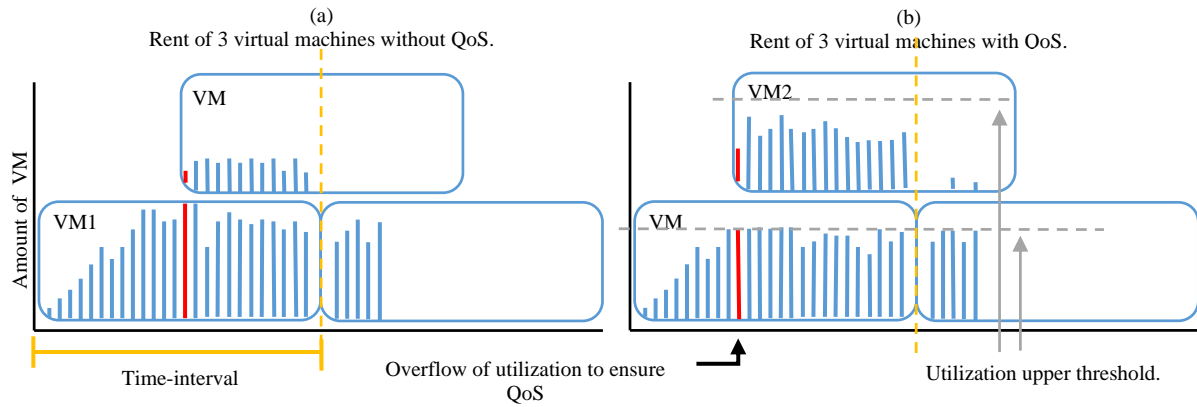 (a)
Rent of 3 virtual machines without QoS.
(b)
Rent of 3 virtual machines with OoS.
VM
VM2
VM1
VM
Amount of VM
Time-interval
Overflow of utilization to ensure
QoS
Utilization upper threshold.